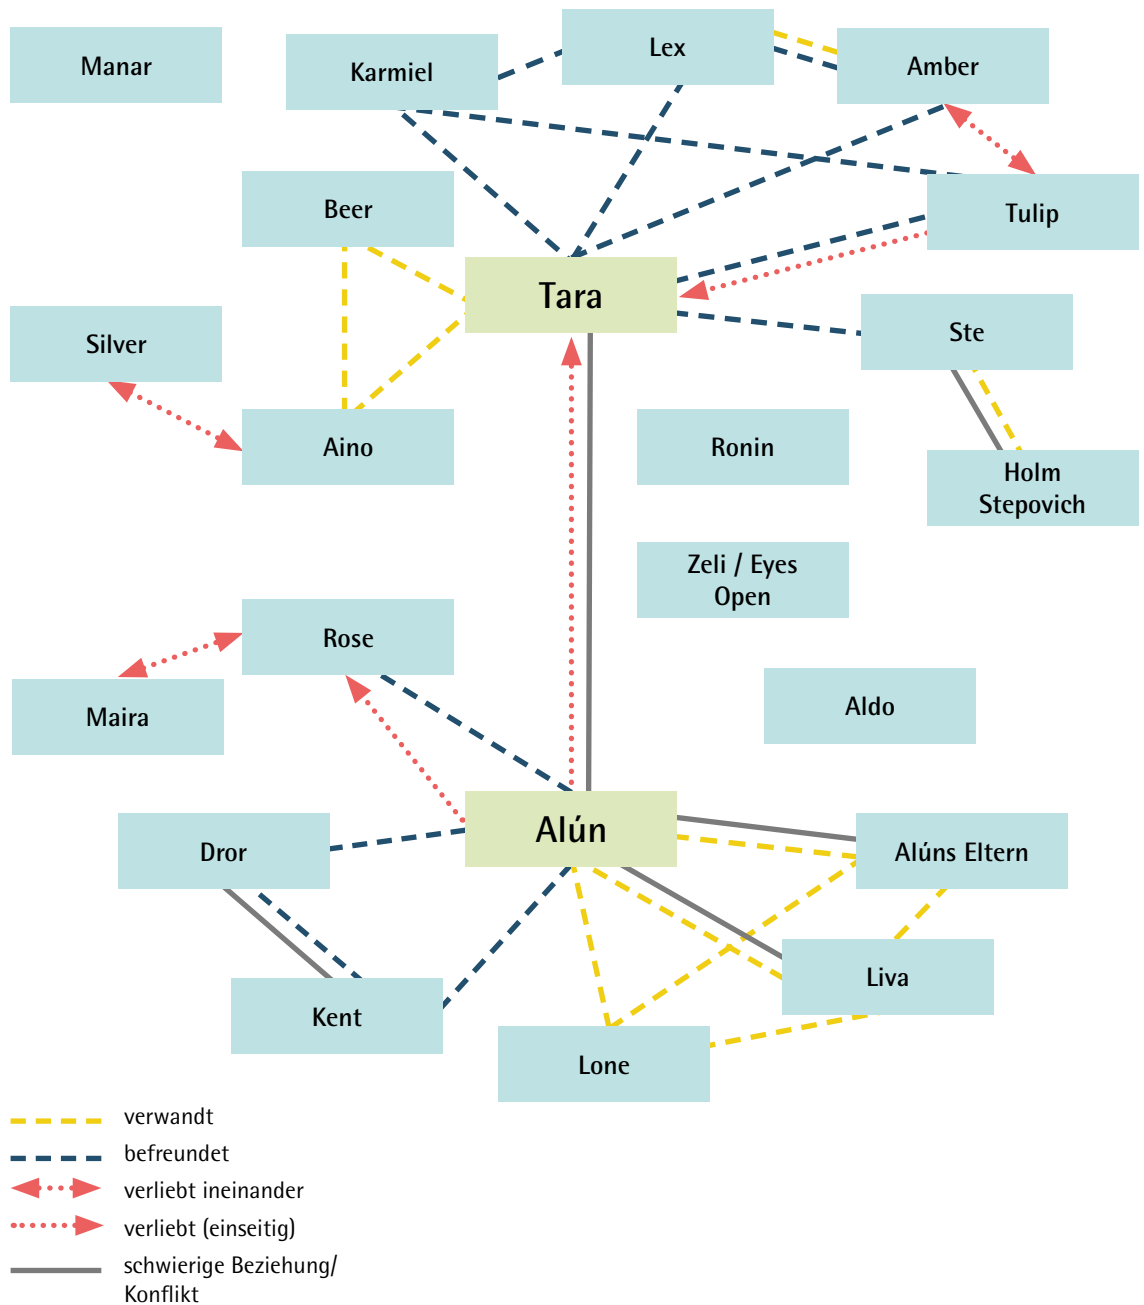 Manar
Karmiel
Lex
Amber
Beer
Tulip
Tara
Silver
Ste
Aino
Ronin
Holm
Stepovich
Zeli / Eyes
Open
Rose
Maira
Aldo
Alún
Dror
Alúns Eltern
Liva
Kent
Lone
verwandt
befreundet
verliebt ineinander
verliebt (einseitig)
schwierige Beziehung/
Konflikt